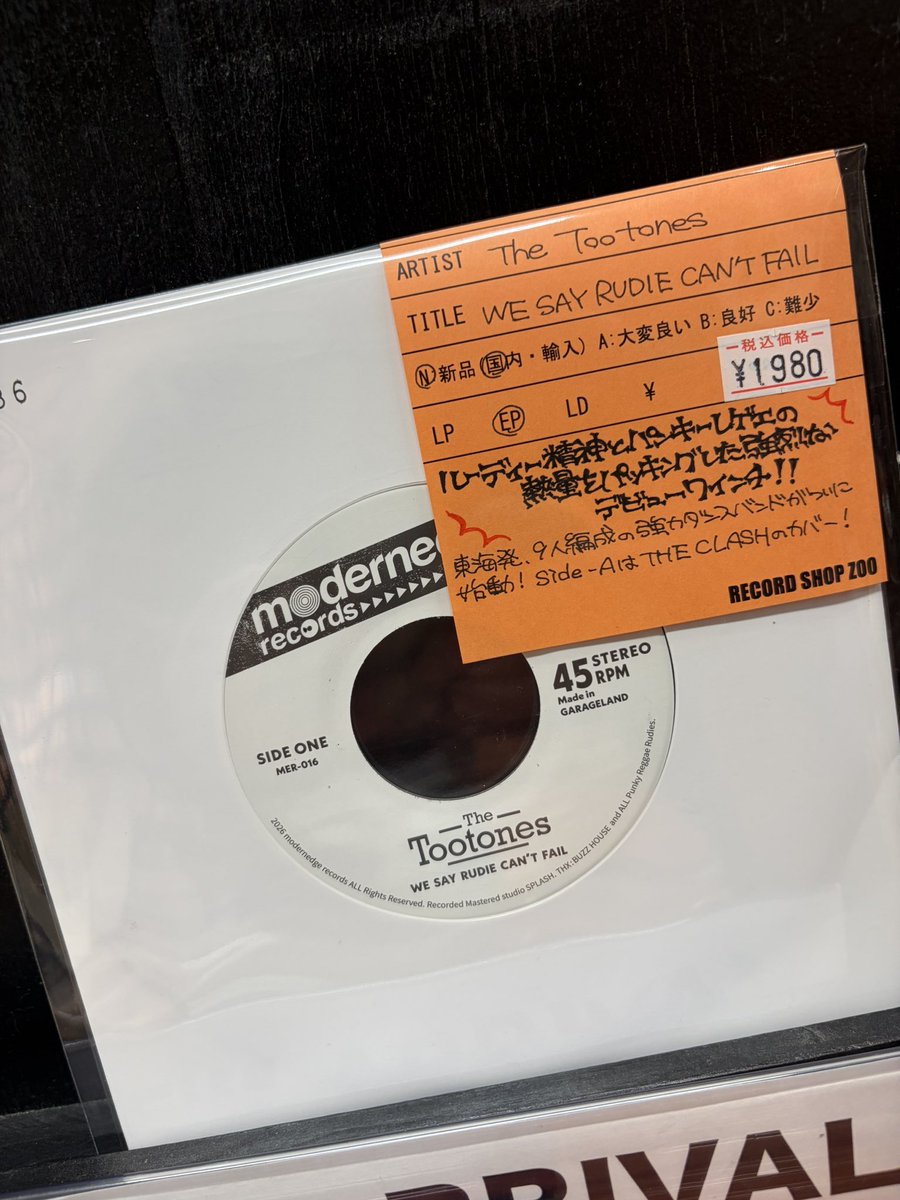 ARTIST The Tootones
TITLE WE SAY RUDIE CAN'T FAIL
N 新品 (国内・輸入) A:大変良い B:良好 C:難少
税込価格
¥1980
LP EP LD ¥
ルーディー精神とパンキーレゲエの
熱量をパッキングした強烈な
デビュー7インチ!!
東海発、9人編成の強力ダンスバンドがついに
始動! Side-AはTHE CLASHのカバー!
RECORD SHOP ZOO
36
moderne
records
45 STEREO
RPM
Made in
GARAGELAND
SIDE ONE
MER-016
The
Tootones
WE SAY RUDIE CAN'T FAIL
2026 modernedge records ALL Rights Reserved. Recorded Mastered studio SPLASH. THX:BUZZ HOUSE and ALL Punky Reggae Rudies.
RRIVAL